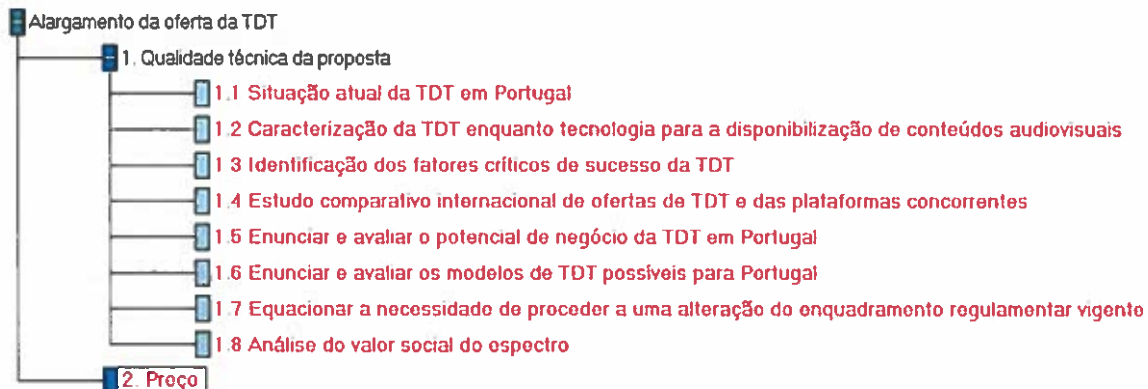 Alargamento da oferta da TDT
1. Qualidade técnica da proposta
1.1 Situação atual da TDT em Portugal
1.2 Caracterização da TDT enquanto tecnologia para a disponibilização de conteúdos audiovisuais
1.3 Identificação dos fatores críticos de sucesso da TDT
1.4 Estudo comparativo internacional de ofertas de TDT e das plataformas concorrentes
1.5 Enunciar e avaliar o potencial de negócio da TDT em Portugal
1.6 Enunciar e avaliar os modelos de TDT possíveis para Portugal
1.7 Equacionar a necessidade de proceder a uma alteração do enquadramento regulamentar vigente
1.8 Análise do valor social do espectro
2. Preço